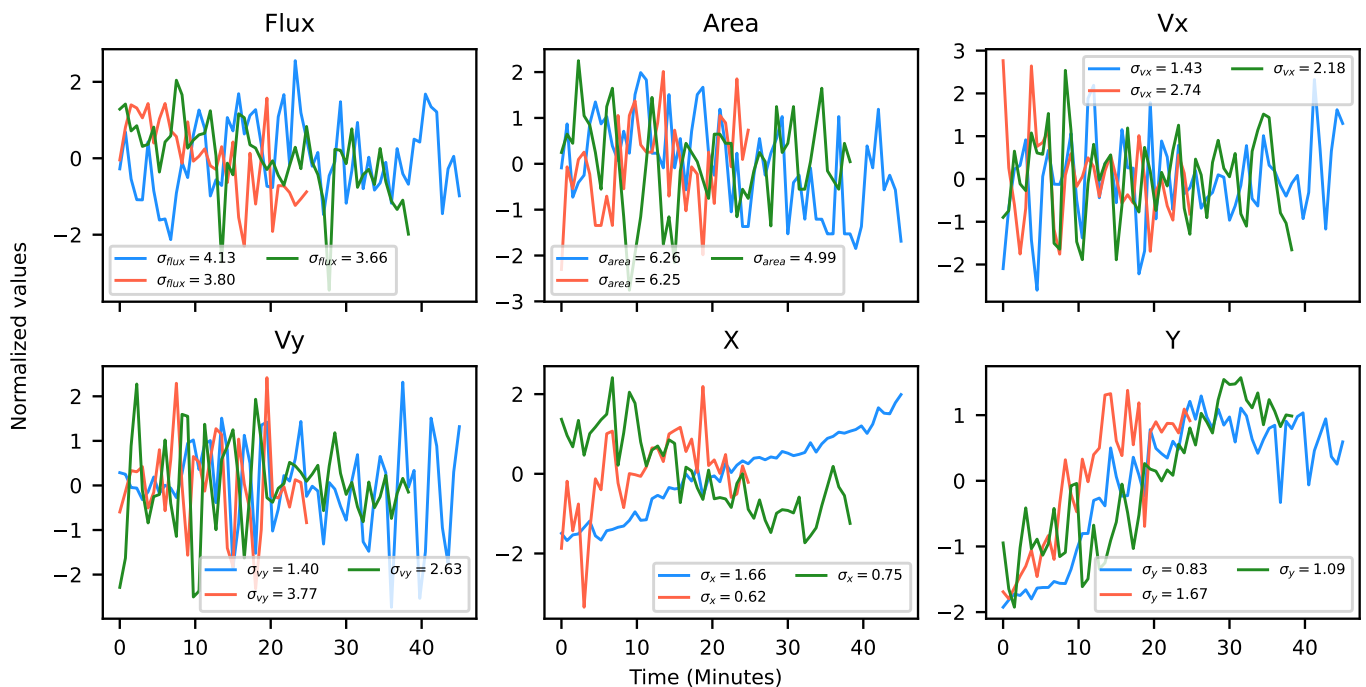 Flux
Area
Vx
2
0
−2
σflux = 4.13
σflux = 3.66
σflux = 3.80
2
1
0
−1
−2
−3
σarea = 6.26
σarea = 4.99
σarea = 6.25
3
2
1
0
−1
−2
σvx = 1.43
σvx = 2.18
σvx = 2.74
Normalized values
Vy
X
Y
2
1
0
−1
−2
σvy = 1.40
σvy = 2.63
σvy = 3.77
0
10
20
30
40
2
0
−2
σx = 1.66
σx = 0.75
σx = 0.62
0
10
20
30
40
1
0
−1
−2
σy = 0.83
σy = 1.09
σy = 1.67
0
10
20
30
40
Time (Minutes)